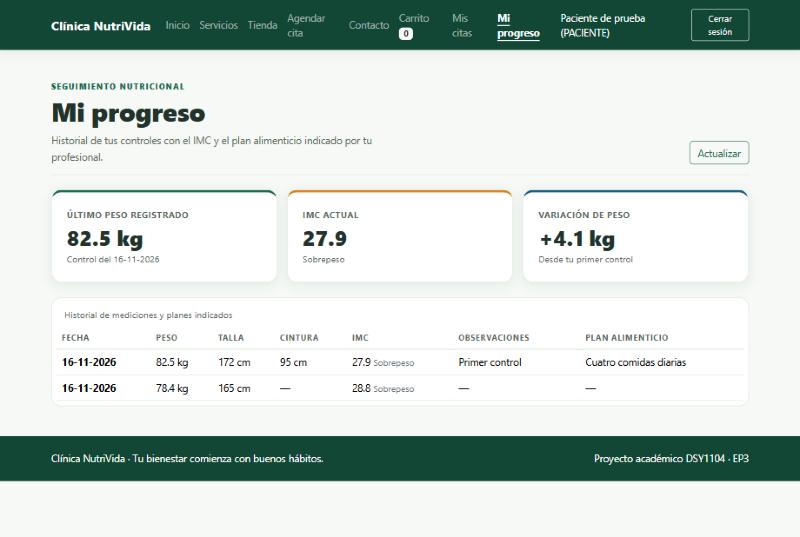 Clínica NutriVida
Inicio
Servicios
Tienda
Agendar
cita
Contacto
Carrito
0
Mis
citas
Mi
progreso
Paciente de prueba
(PACIENTE)
Cerrar
sesión
SEGUIMIENTO NUTRICIONAL
Mi progreso
Historial de tus controles con el IMC y el plan alimenticio indicado por tu
profesional.
Actualizar
ÚLTIMO PESO REGISTRADO
82.5 kg
Control del 16-11-2026
IMC ACTUAL
27.9
Sobrepeso
VARIACIÓN DE PESO
+4.1 kg
Desde tu primer control
Historial de mediciones y planes indicados
FECHA PESO TALLA CINTURA IMC OBSERVACIONES PLAN ALIMENTICIO
16-11-2026 82.5 kg 172 cm 95 cm 27.9 Sobrepeso Primer control Cuatro comidas diarias
16-11-2026 78.4 kg 165 cm — 28.8 Sobrepeso — —
Clínica NutriVida · Tu bienestar comienza con buenos hábitos.
Proyecto académico DSY1104 · EP3